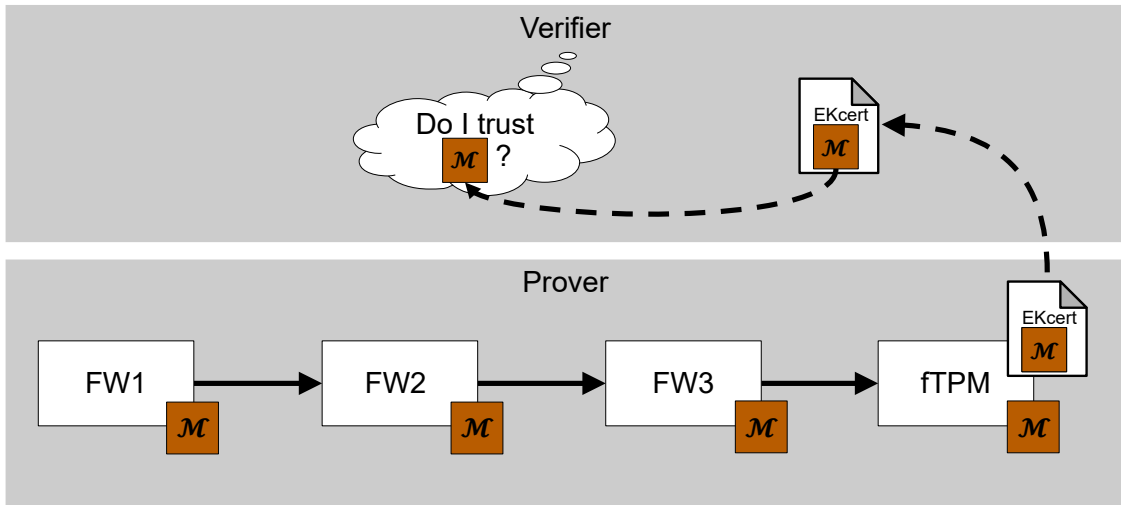 Verifier
Do I trust
ℳ ?
EKcert
ℳ
Prover
EKcert
ℳ
FW1
FW2
FW3
fTPM
ℳ
ℳ
ℳ
ℳ